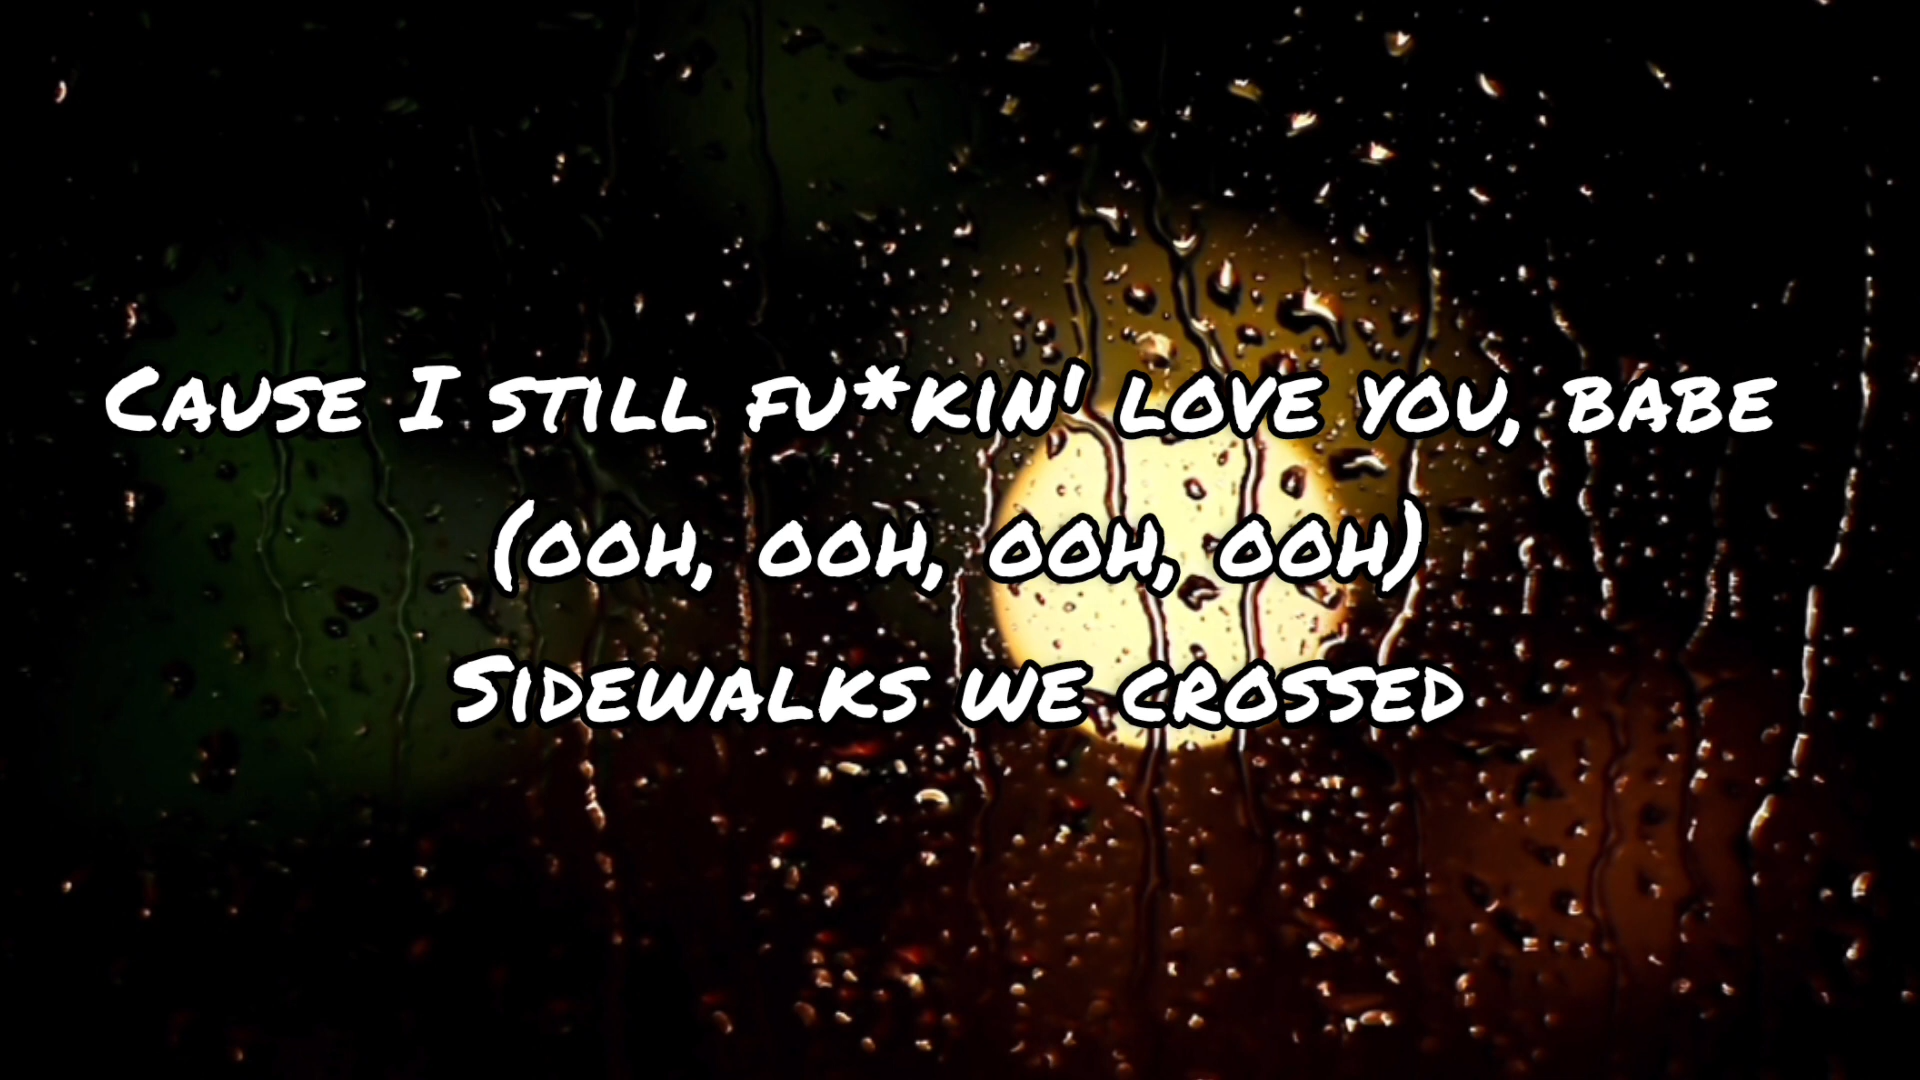 Cause I still fu*kin' love you, babe
(ooh, ooh, ooh, ooh)
Sidewalks we crossed